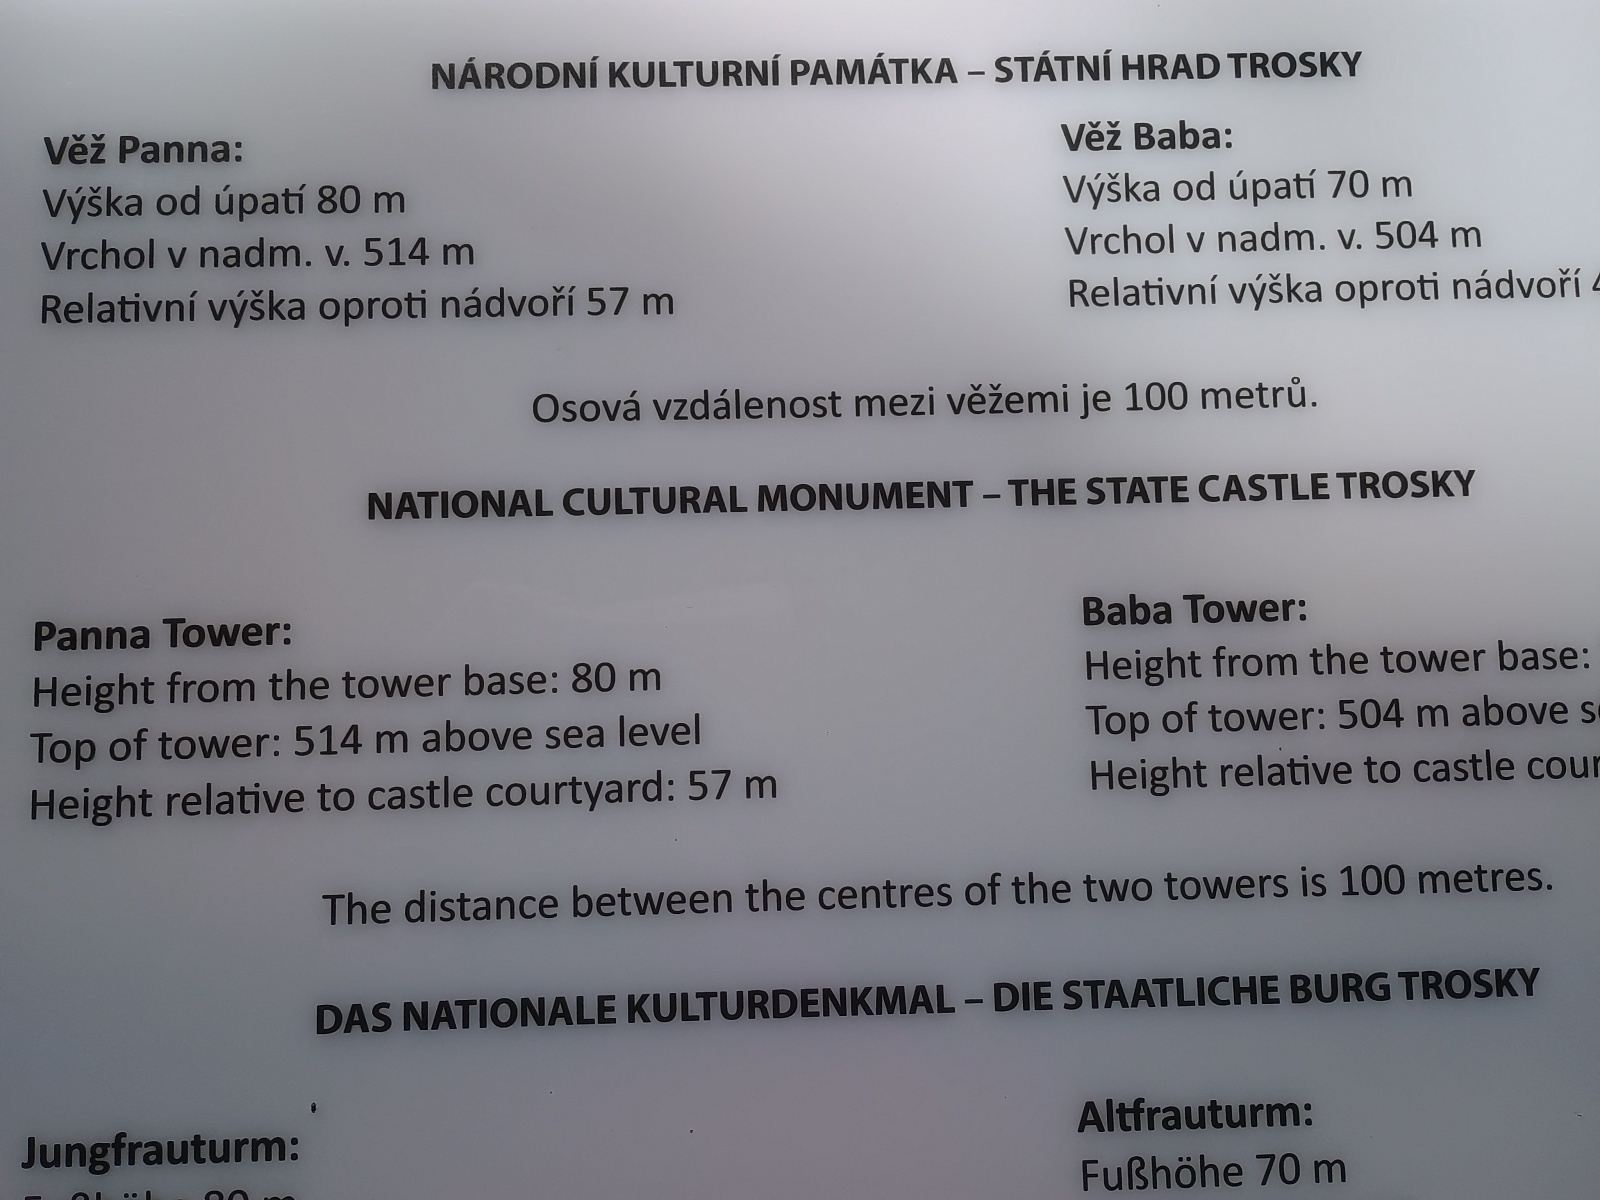 NÁRODNÍ KULTURNÍ PAMÁTKA – STÁTNÍ HRAD TROSKY
Věž Panna:
Výška od úpatí 80 m
Vrchol v nadm. v. 514 m
Relativní výška oproti nádvoří 57 m
Věž Baba:
Výška od úpatí 70 m
Vrchol v nadm. v. 504 m
Relativní výška oproti nádvoří
Osová vzdálenost mezi věžemi je 100 metrů.
NATIONAL CULTURAL MONUMENT – THE STATE CASTLE TROSKY
Panna Tower:
Height from the tower base: 80 m
Top of tower: 514 m above sea level
Height relative to castle courtyard: 57 m
Baba Tower:
Height from the tower base:
Top of tower: 504 m above
Height relative to castle
The distance between the centres of the two towers is 100 metres.
DAS NATIONALE KULTURDENKMAL – DIE STAATLICHE BURG TROSKY
Jungfrauturm:
Fußhöhe 80 m
Altfrauturm:
Fußhöhe 70 m